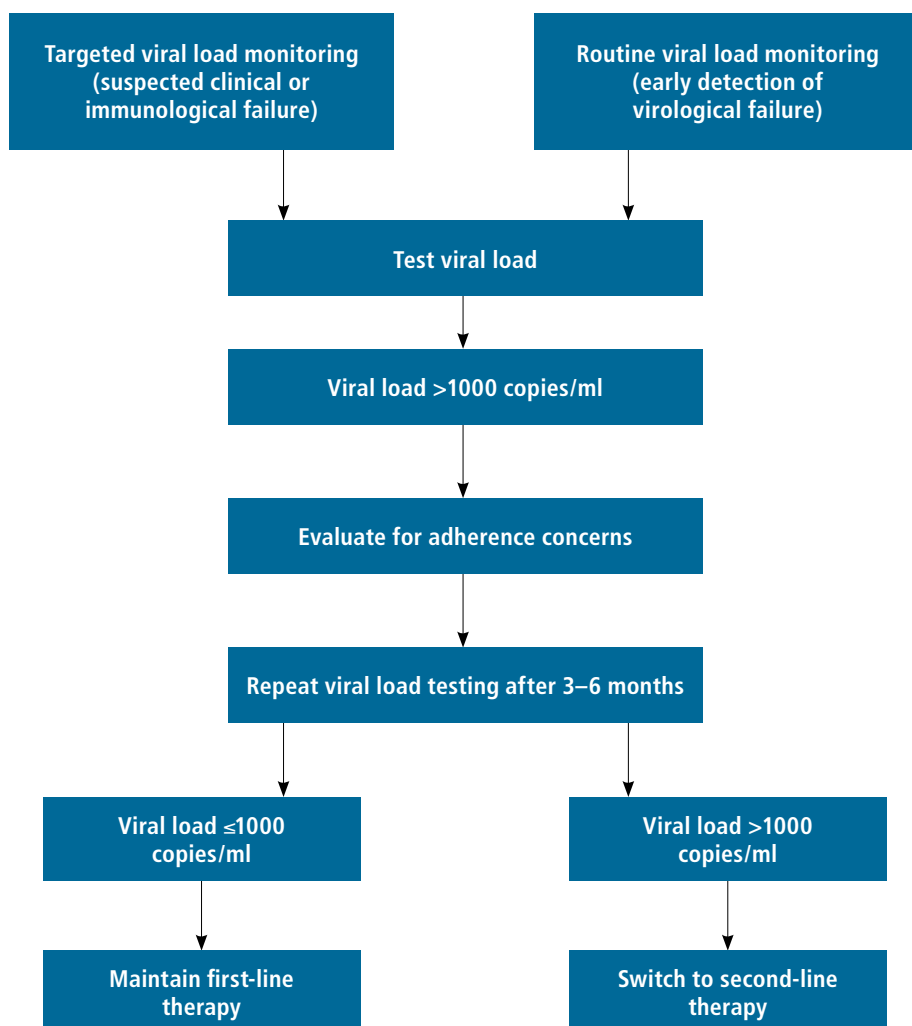 Targeted viral load monitoring
(suspected clinical or
immunological failure)
Routine viral load monitoring
(early detection of
virological failure)
Test viral load
Viral load >1000 copies/ml
Evaluate for adherence concerns
Repeat viral load testing after 3–6 months
Viral load ≤1000
copies/ml
Viral load >1000
copies/ml
Maintain first-line
therapy
Switch to second-line
therapy